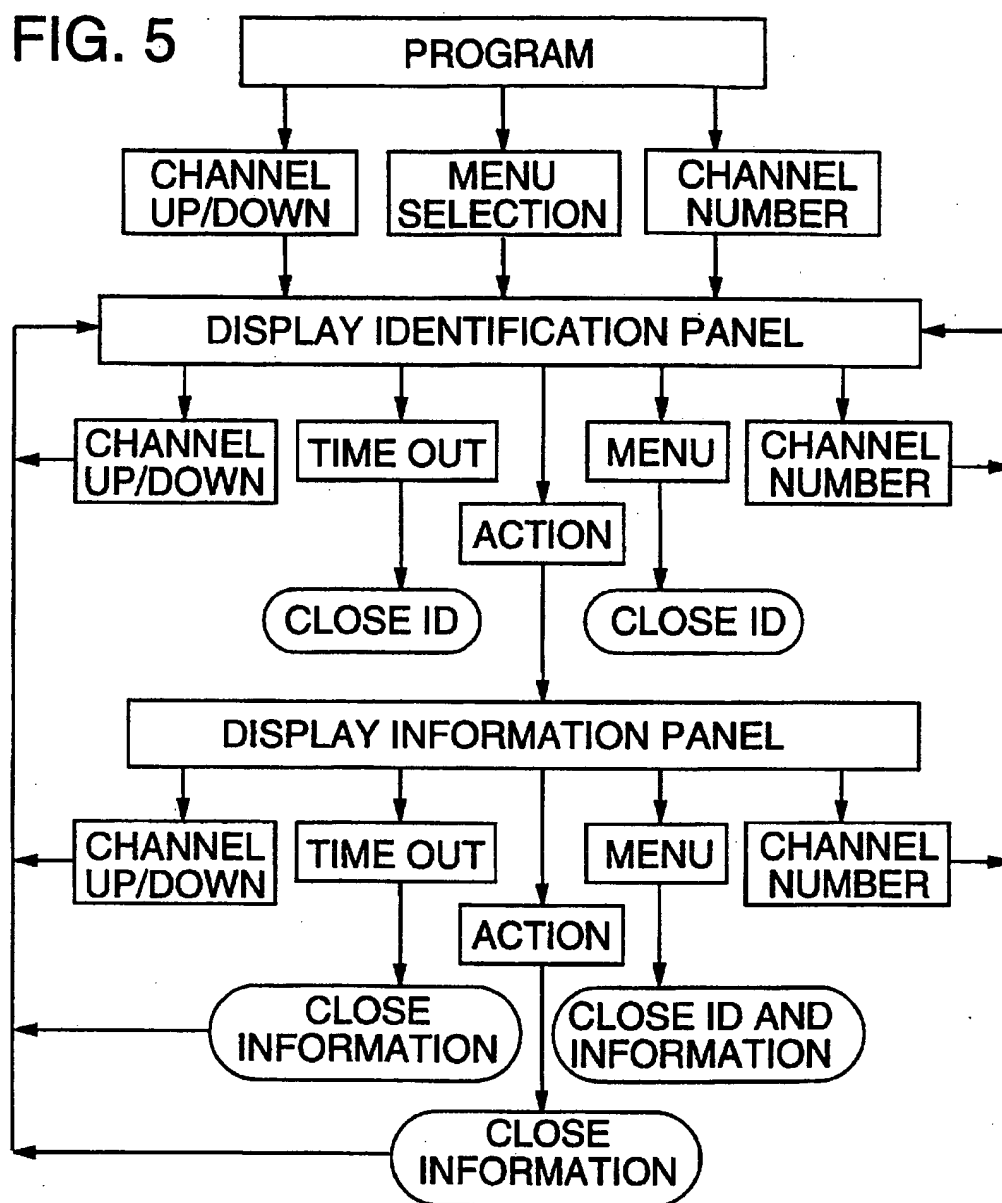 FIG. 5
PROGRAM
CHANNEL
UP/DOWN
MENU
SELECTION
CHANNEL
NUMBER
DISPLAY IDENTIFICATION PANEL
CHANNEL
UP/DOWN
TIME OUT
ACTION
MENU
CHANNEL
NUMBER
CLOSE ID
CLOSE ID
DISPLAY INFORMATION PANEL
CHANNEL
UP/DOWN
TIME OUT
ACTION
MENU
CHANNEL
NUMBER
CLOSE
INFORMATION
CLOSE ID AND
INFORMATION
CLOSE
INFORMATION